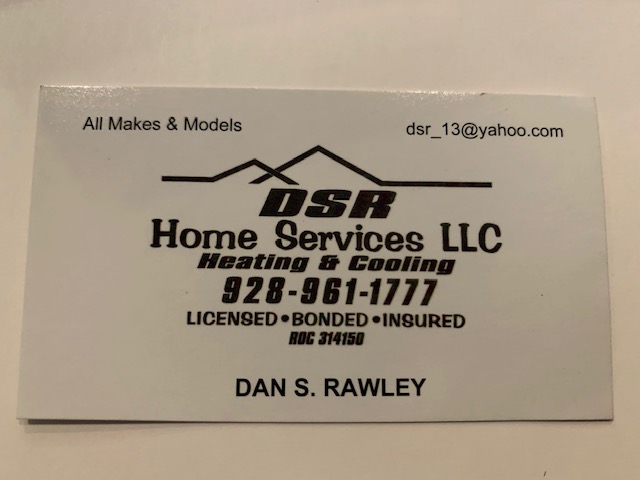 All Makes & Models
dsr_13@yahoo.com
DSR
Home Services LLC
Heating & Cooling
928-961-1777
LICENSED • BONDED • INSURED
ROC 314150
DAN S. RAWLEY